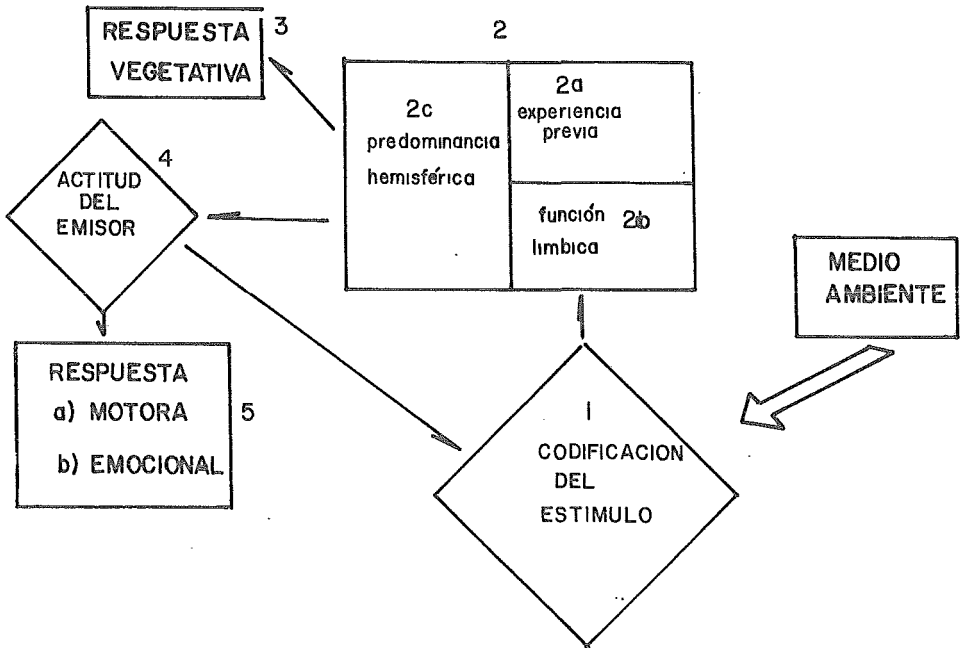 RESPUESTA 3
VEGETATIVA
2
2c
predominancia
hemisférica
2a
experiencia
previa
función 2b
limbica
4
ACTITUD
DEL
EMISOR
MEDIO
AMBIENTE
RESPUESTA
a) MOTORA 5
b) EMOCIONAL
1
CODIFICACION
DEL
ESTIMULO